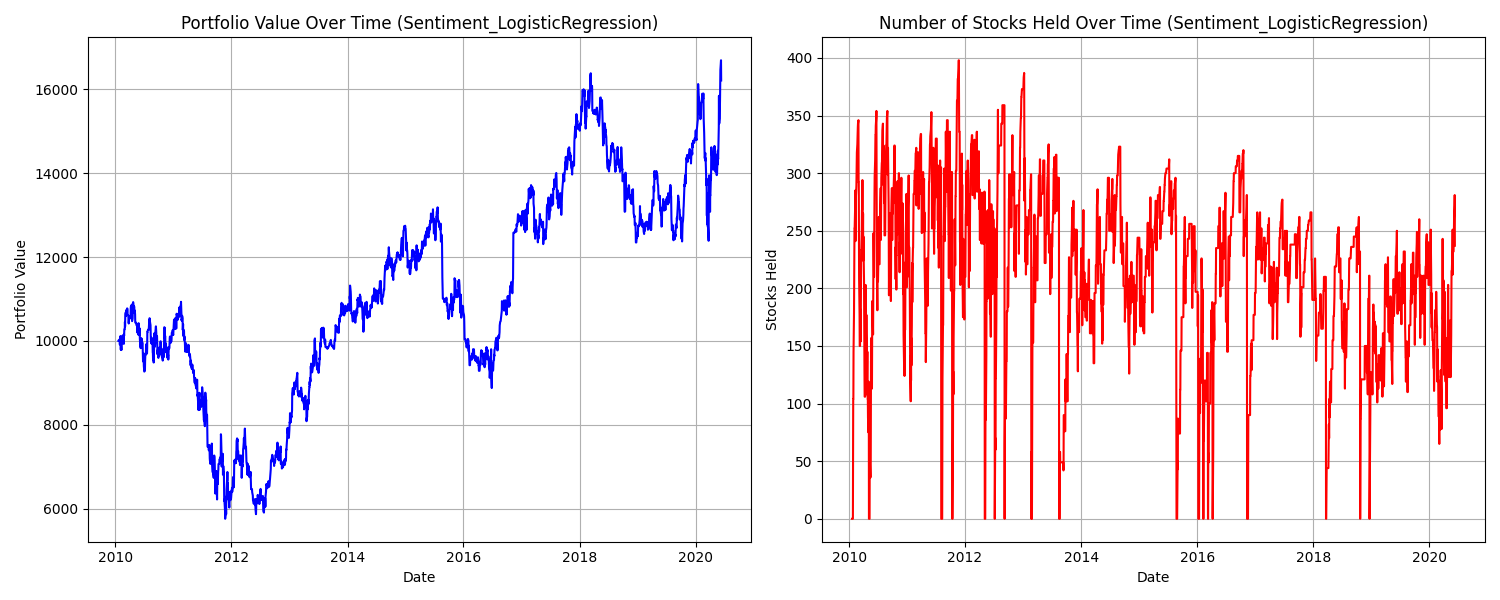 Portfolio Value Over Time (Sentiment_LogisticRegression)
Portfolio Value
16000
14000
12000
10000
8000
6000
2010 2012 2014 2016 2018 2020
Date
Number of Stocks Held Over Time (Sentiment_LogisticRegression)
Stocks Held
400
350
300
250
200
150
100
50
0
2010 2012 2014 2016 2018 2020
Date